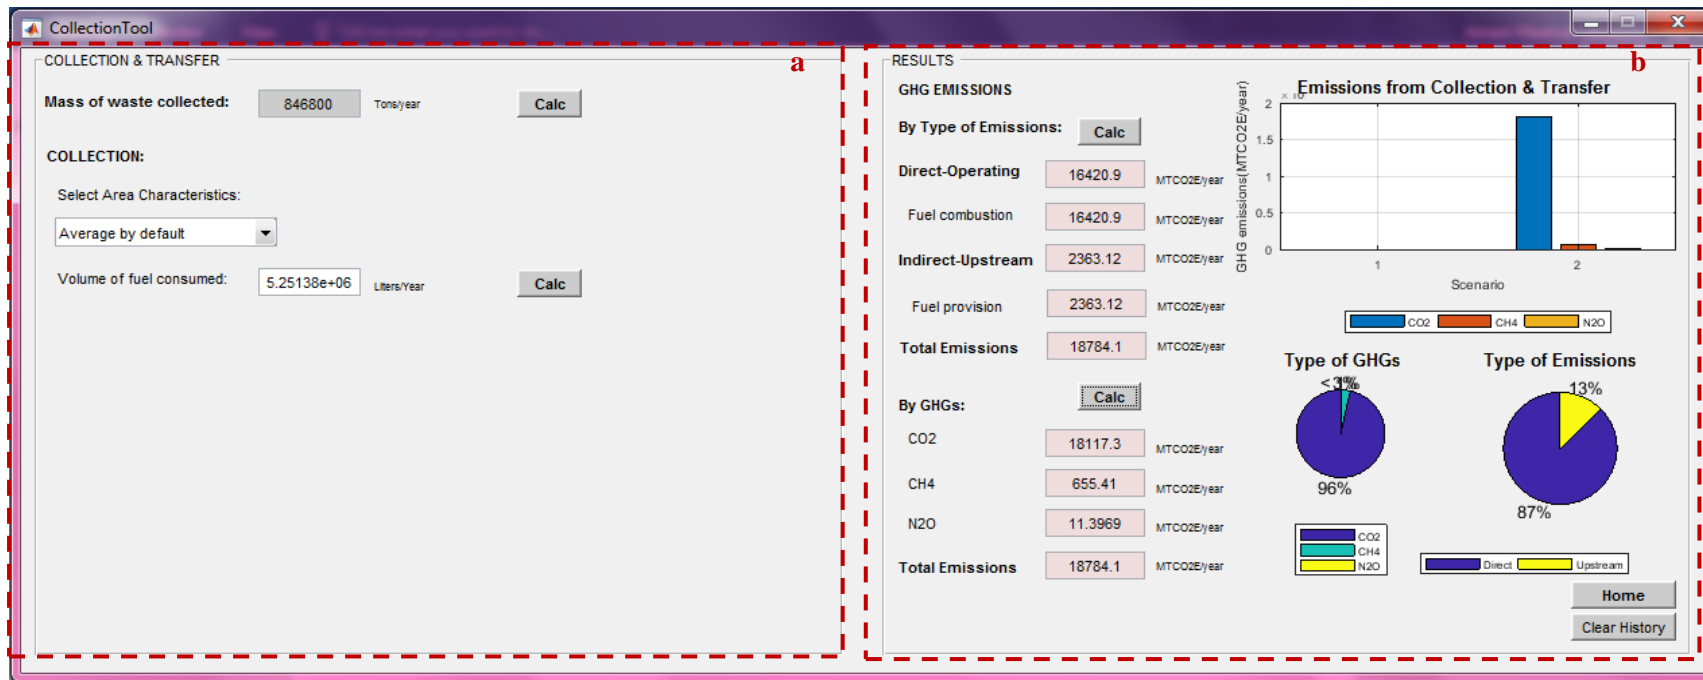 CollectionTool
a
COLLECTION & TRANSFER
Mass of waste collected: 846800 Tons/year Calc
COLLECTION:
Select Area Characteristics:
Average by default
Volume of fuel consumed: 5.25138e+06 Liters/Year Calc
b
RESULTS
GHG EMISSIONS
By Type of Emissions: Calc
Direct-Operating 16420.9 MTCO2E/year
Fuel combustion 16420.9 MTCO2E/year
Indirect-Upstream 2363.12 MTCO2E/year
Fuel provision 2363.12 MTCO2E/year
Total Emissions 18784.1 MTCO2E/year
By GHGs: Calc
CO2 18117.3 MTCO2E/year
CH4 655.41 MTCO2E/year
N2O 11.3969 MTCO2E/year
Total Emissions 18784.1 MTCO2E/year
Emissions from Collection & Transfer
GHG emissions(MTCO2E/year)
2
1.5
1
0.5
0
1 2
Scenario
CO2 CH4 N2O
Type of GHGs
96%
CO2
CH4
N2O
Type of Emissions
13%
87%
Direct Upstream
Home
Clear History